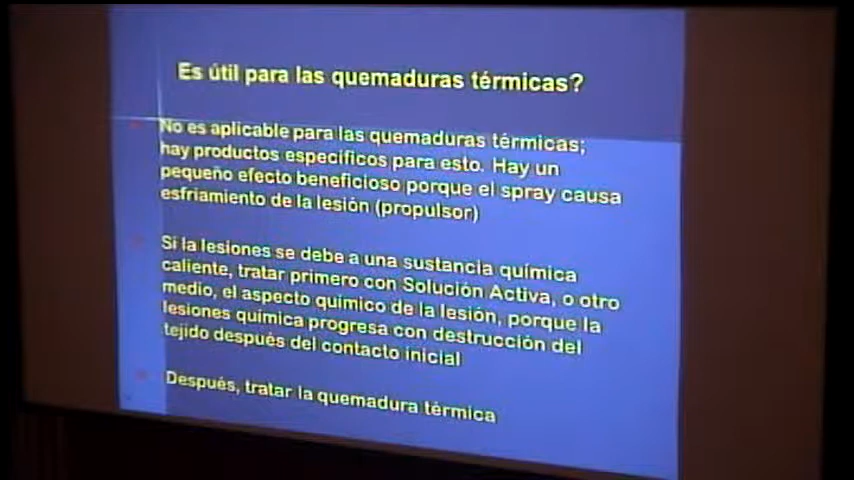 Es útil para las quemaduras térmicas?
No es aplicable para las quemaduras térmicas;
hay productos específicos para esto. Hay un
pequeño efecto beneficioso porque el spray causa
esfriamiento de la lesión (propulsor)
Si la lesiones se debe a una sustancia química
caliente, tratar primero con Solución Activa, o otro
medio, el aspecto químico de la lesión, porque la
lesiones química progresa con destrucción del
tejido después del contacto inicial
Después, tratar la quemadura térmica